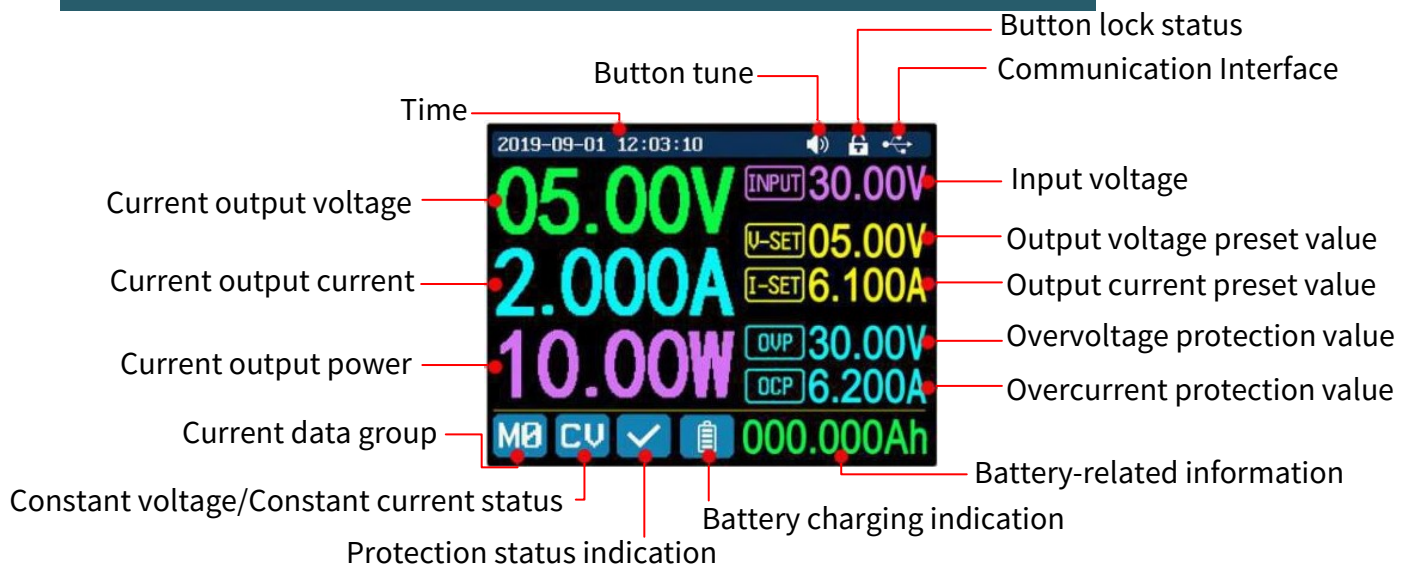 Button lock status
Button tune
Communication Interface
Time
2019-09-01 12:03:10
Current output voltage
05.00V
INPUT 30.00V
Input voltage
V-SET 05.00V
Output voltage preset value
Current output current
2.000A
I-SET 6.100A
Output current preset value
Current output power
10.00W
OVP 30.00V
Overvoltage protection value
OCP 6.200A
Overcurrent protection value
Current data group
M0 CV 000.000Ah
Battery-related information
Constant voltage/Constant current status
Battery charging indication
Protection status indication